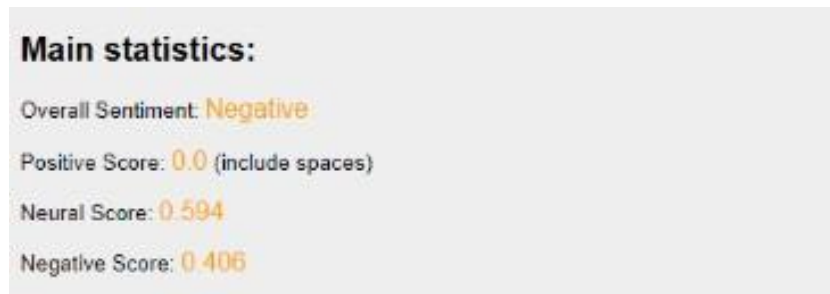 Main statistics:
Overall Sentiment: Negative
Positive Score: 0.0 (include spaces)
Neural Score: 0.594
Negative Score: 0.406